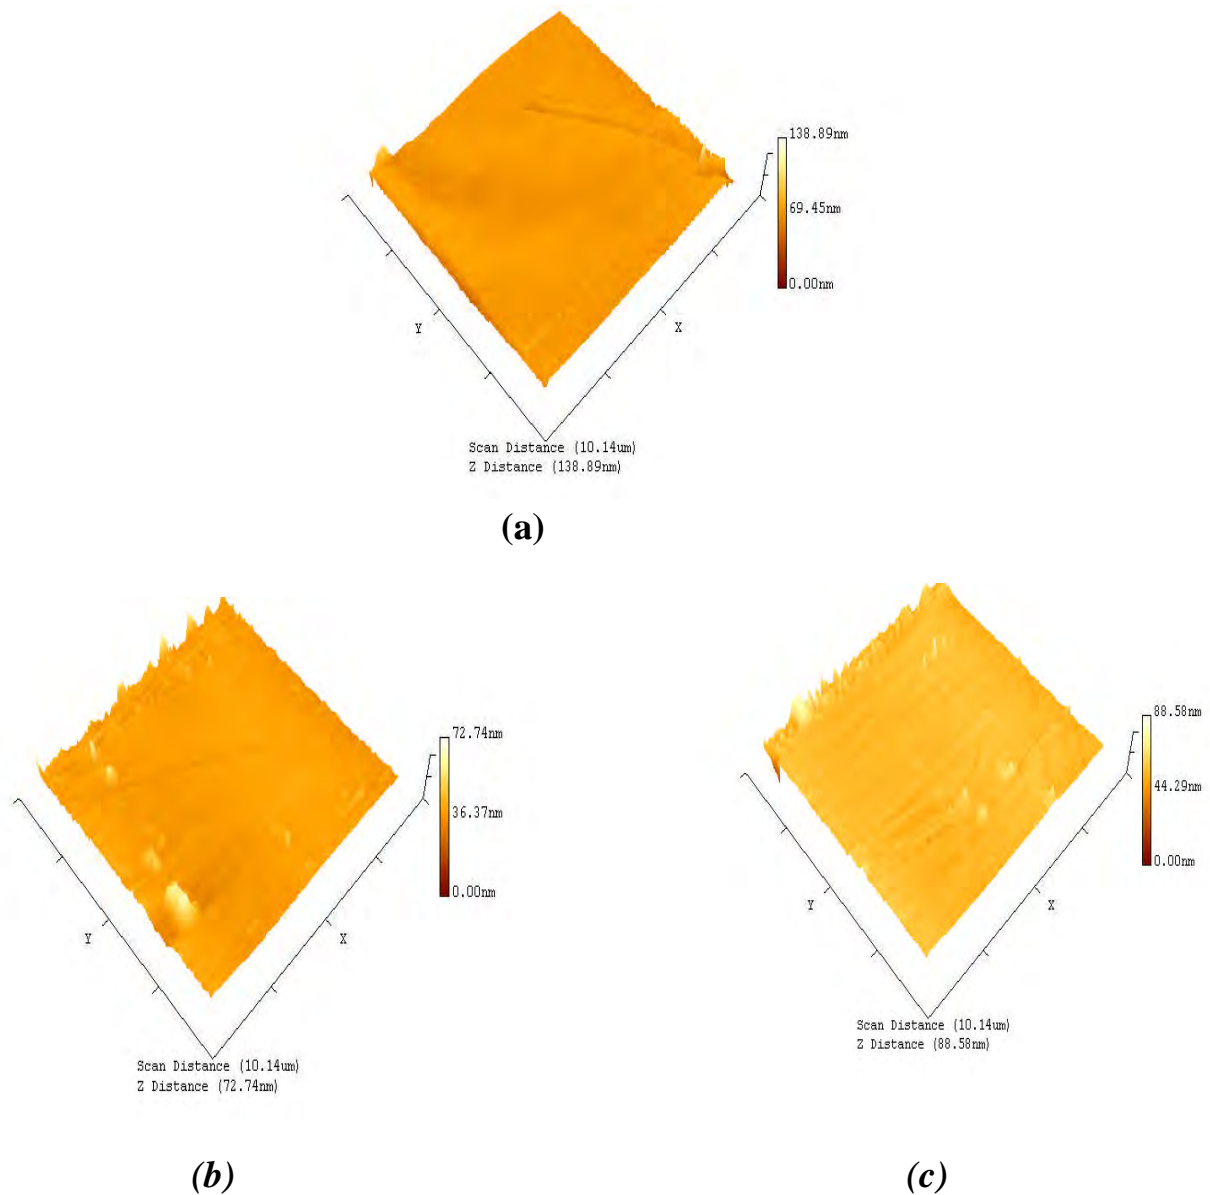 138.89nm
69.45nm
0.00nm
Y
X
Scan Distance (10.14um)
Z Distance (138.89nm)
(a)
72.74nm
36.37nm
0.00nm
Y
X
Scan Distance (10.14um)
Z Distance (72.74nm)
(b)
88.58nm
44.29nm
0.00nm
Y
X
Scan Distance (10.14um)
Z Distance (88.58nm)
(c)